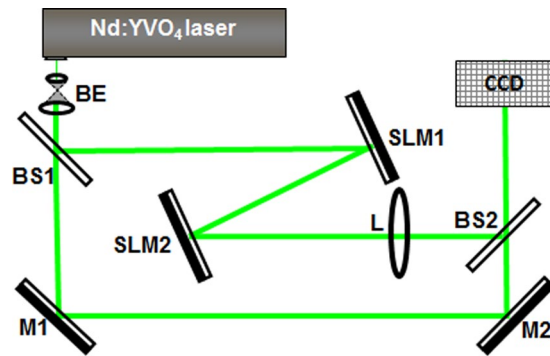 Nd:YVO₄ laser
BE
CCD
SLM1
BS1
L
BS2
SLM2
M1
M2